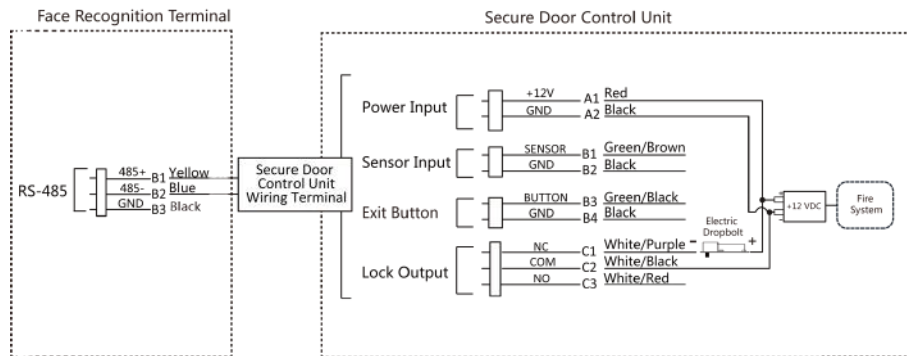 Face Recognition Terminal
Secure Door Control Unit
RS-485
485+ B1 Yellow
485- B2 Blue
GND B3 Black
Secure Door
Control Unit
Wiring Terminal
Power Input
+12V A1 Red
GND A2 Black
Sensor Input
SENSOR B1 Green/Brown
GND B2 Black
Exit Button
BUTTON B3 Green/Black
GND B4 Black
Lock Output
NC C1 White/Purple
COM C2 White/Black
NO C3 White/Red
Electric
Dropbolt
- +
+12 VDC
Fire
System